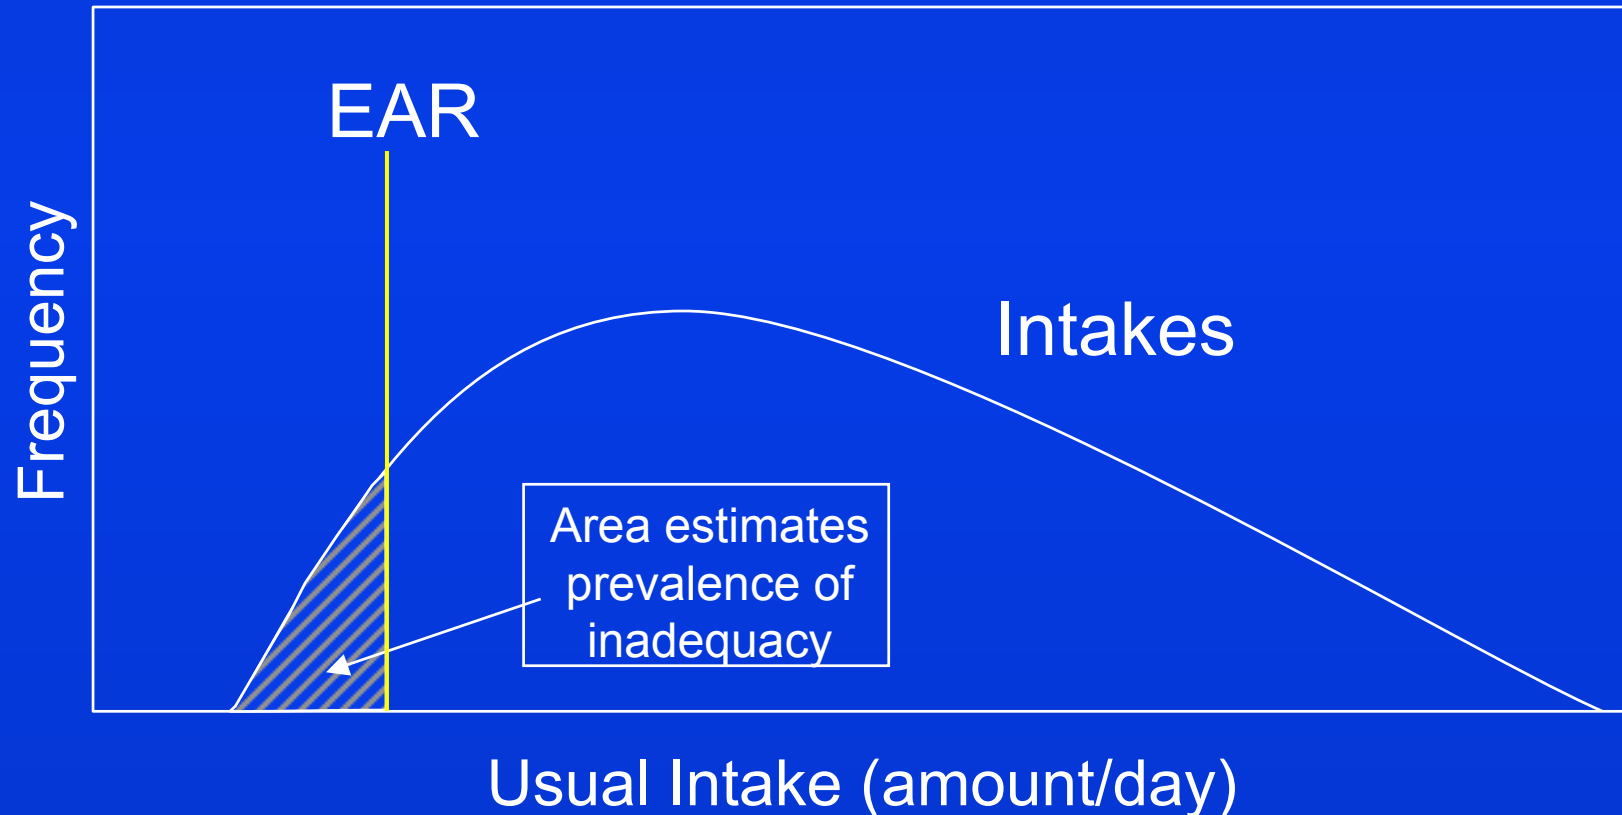 EAR
Frequency
Intakes
Area estimates
prevalence of
inadequacy
Usual Intake (amount/day)